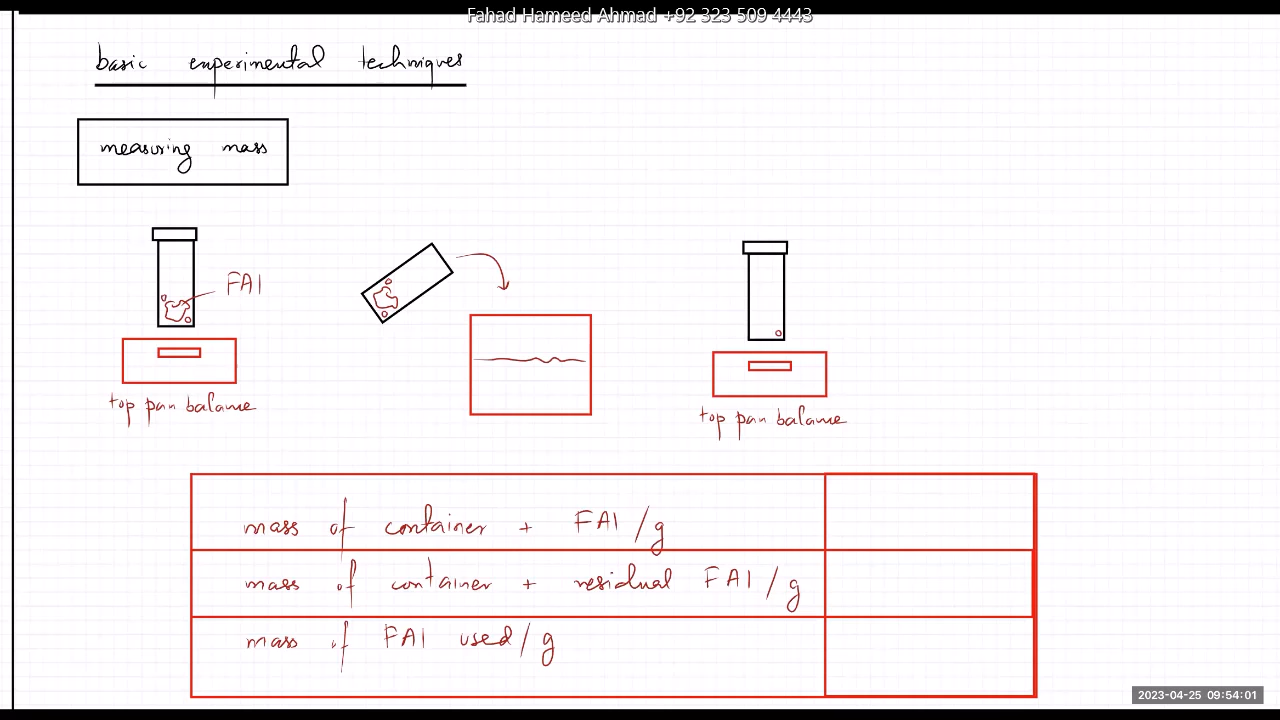 Fahad Hameed Ahmad +92 323 509 4443
basic experimental techniques
measuring mass
FA1
top pan balance
top pan balance
mass of container + FA1 /g
mass of container + residual FA1 /g
mass of FA1 used/g
2023-04-25 09:54:01